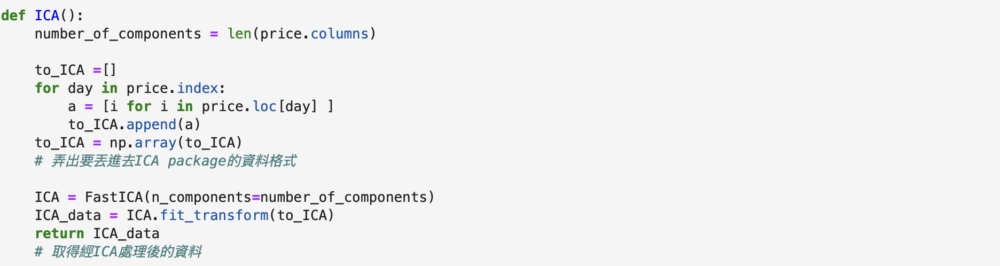 def ICA():
    number_of_components = len(price.columns)
    to_ICA =[]
    for day in price.index:
        a = [i for i in price.loc[day] ]
        to_ICA.append(a)
    to_ICA = np.array(to_ICA)
    # 弄出要丟進去ICA package的資料格式
    ICA = FastICA(n_components=number_of_components)
    ICA_data = ICA.fit_transform(to_ICA)
    return ICA_data
    # 取得經ICA處理後的資料